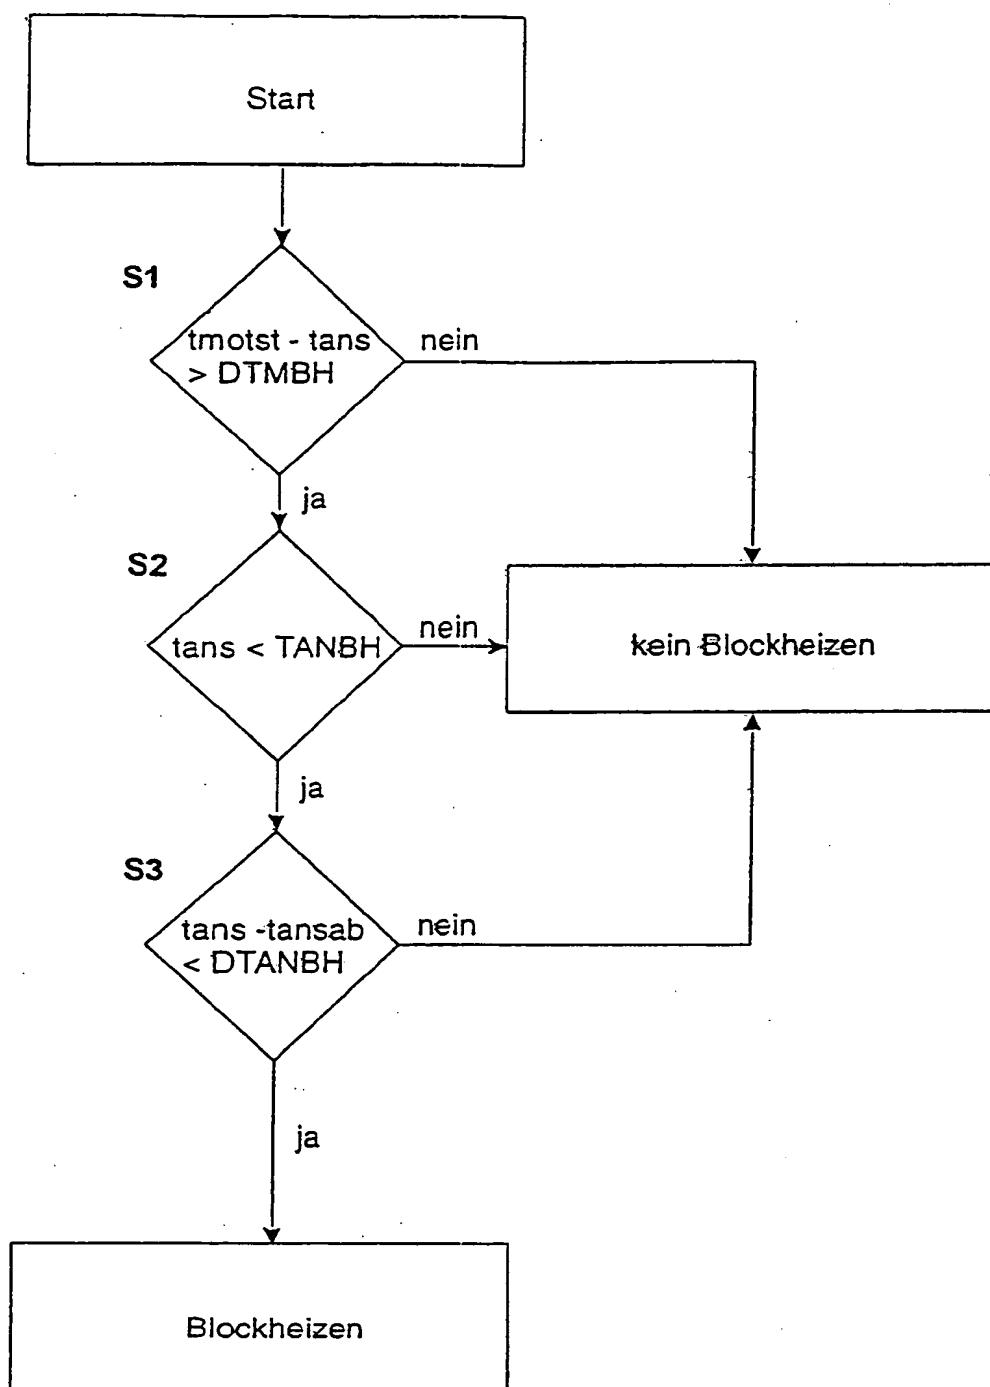 Start
S1
tmotst - tans
> DTMBH
nein
ja
S2
tans < TANBH
nein
kein Blockheizen
ja
S3
tans -tansab
< DTANBH
nein
ja
Blockheizen